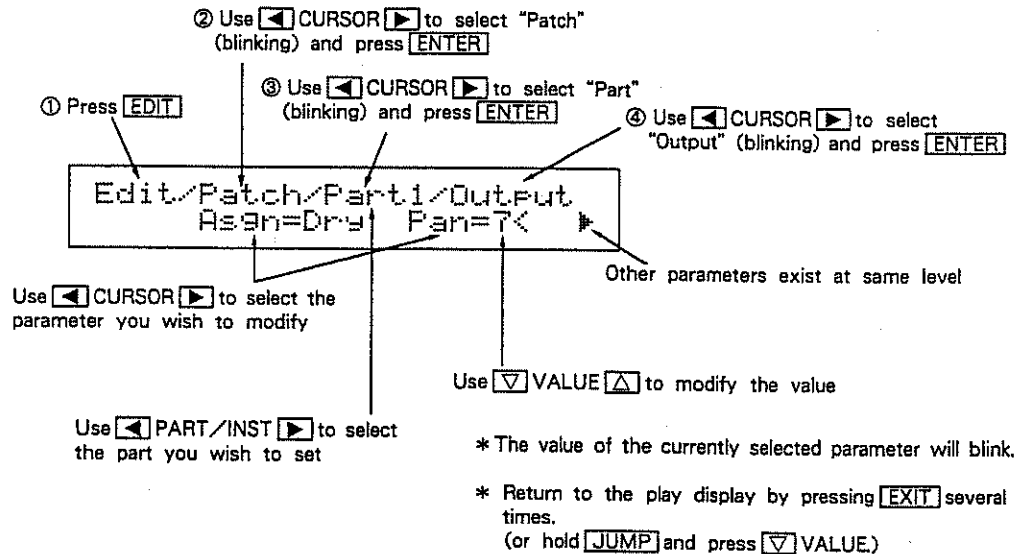 ② Use ◀ CURSOR ▶ to select “Patch”
(blinking) and press ENTER
③ Use ◀ CURSOR ▶ to select “Part”
(blinking) and press ENTER
① Press EDIT
④ Use ◀ CURSOR ▶ to select
“Output” (blinking) and press ENTER
Edit/Patch/Part1/Output
Asgn=Dry Pan=7< ▶
Other parameters exist at same level
Use ◀ CURSOR ▶ to select the
parameter you wish to modify
Use ▽ VALUE △ to modify the value
Use ◀ PART/INST ▶ to select
the part you wish to set
* The value of the currently selected parameter will blink.
* Return to the play display by pressing EXIT several
times.
(or hold JUMP and press ▽ VALUE.)